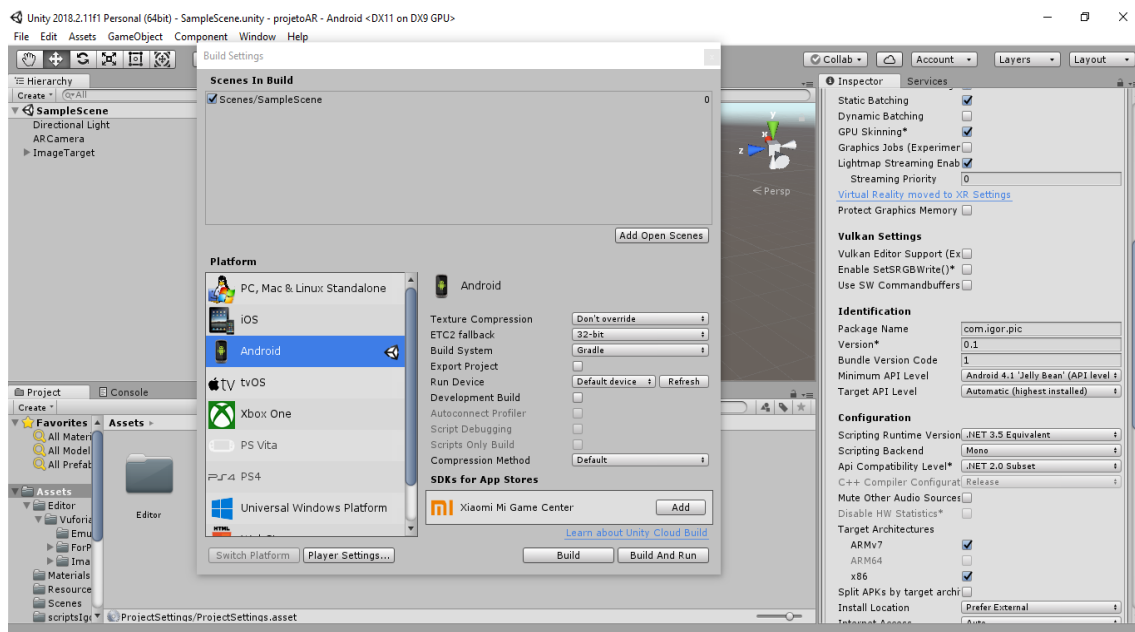 Unity 2018.2.11f1 Personal (64bit) - SampleScene.unity - projetoAR - Android <DX11 on DX9 GPU>
File Edit Assets GameObject Component Window Help
Collab Account Layers Layout
Hierarchy
Create All
SampleScene
Directional Light
ARCamera
ImageTarget
Build Settings
Scenes In Build
Scenes/SampleScene 0
Add Open Scenes
Platform
PC, Mac & Linux Standalone
iOS
Android
tvOS
Xbox One
PS Vita
PS4
Universal Windows Platform
HTML
Switch Platform Player Settings...
Android
Texture Compression Don't override
ETC2 fallback 32-bit
Build System Gradle
Export Project
Run Device Default device Refresh
Development Build
Autoconnect Profiler
Script Debugging
Scripts Only Build
Compression Method Default
SDKs for App Stores
Xiaomi Mi Game Center Add
Learn about Unity Cloud Build
Build Build And Run
y
x
z
Persp
Project Console
Create
Favorites
All Materi
All Model
All Prefab
Assets
Editor
Vuforia
Emu
ForP
Ima
Materials
Resource
Scenes
scriptsIg
Assets
Editor
ProjectSettings/ProjectSettings.asset
Inspector Services
Static Batching
Dynamic Batching
GPU Skinning*
Graphics Jobs (Experimer
Lightmap Streaming Enab
Streaming Priority 0
Virtual Reality moved to XR Settings
Protect Graphics Memory
Vulkan Settings
Vulkan Editor Support (Ex
Enable SetSRGBWrite()*
Use SW Commandbuffers
Identification
Package Name com.igor.pic
Version* 0.1
Bundle Version Code 1
Minimum API Level Android 4.1 'Jelly Bean' (API level
Target API Level Automatic (highest installed)
Configuration
Scripting Runtime Version .NET 3.5 Equivalent
Scripting Backend Mono
Api Compatibility Level* .NET 2.0 Subset
C++ Compiler Configurat Release
Mute Other Audio Sources
Disable HW Statistics*
Target Architectures
ARMv7
ARM64
x86
Split APKs by target archi
Install Location Prefer External
Internet Access Auto